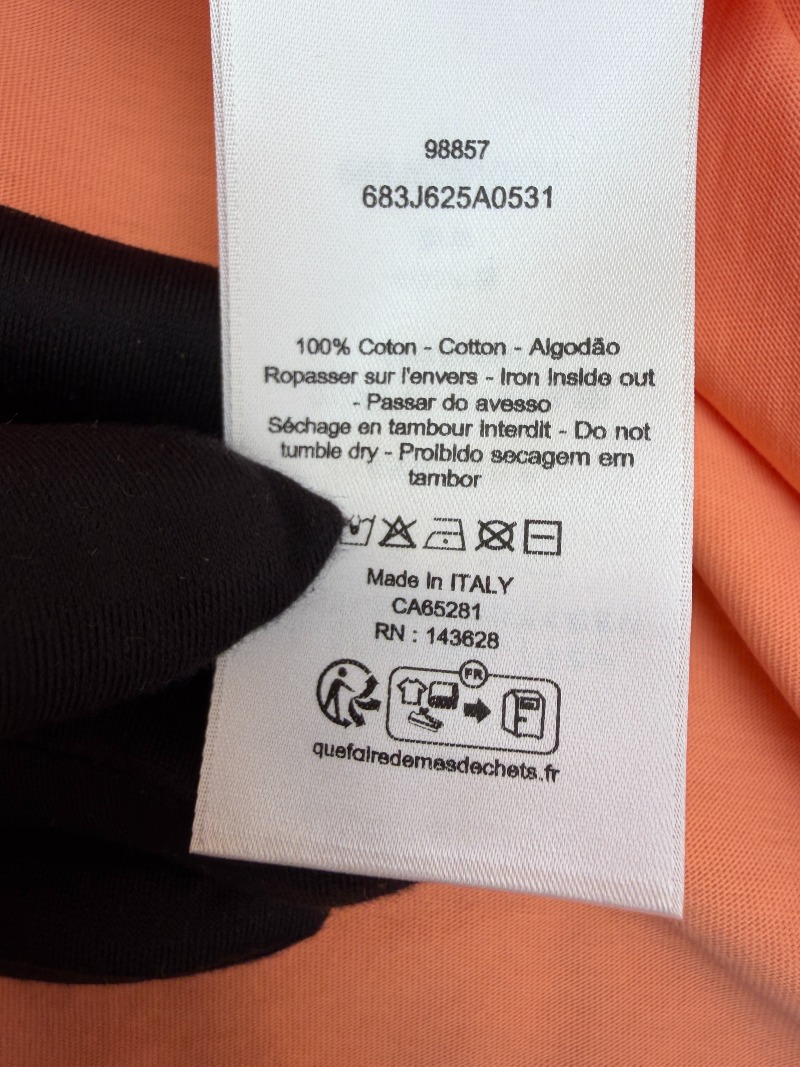 98857
683J625A0531
100% Coton - Cotton - Algodão
Ropasser sur l'envers - Iron Inside out
- Passar do avesso
Séchage en tambour Interdit - Do not
tumble dry - Proibido secagem em
tambor
Made In ITALY
CA65281
RN : 143628
FR
quefairedemesdechets.fr